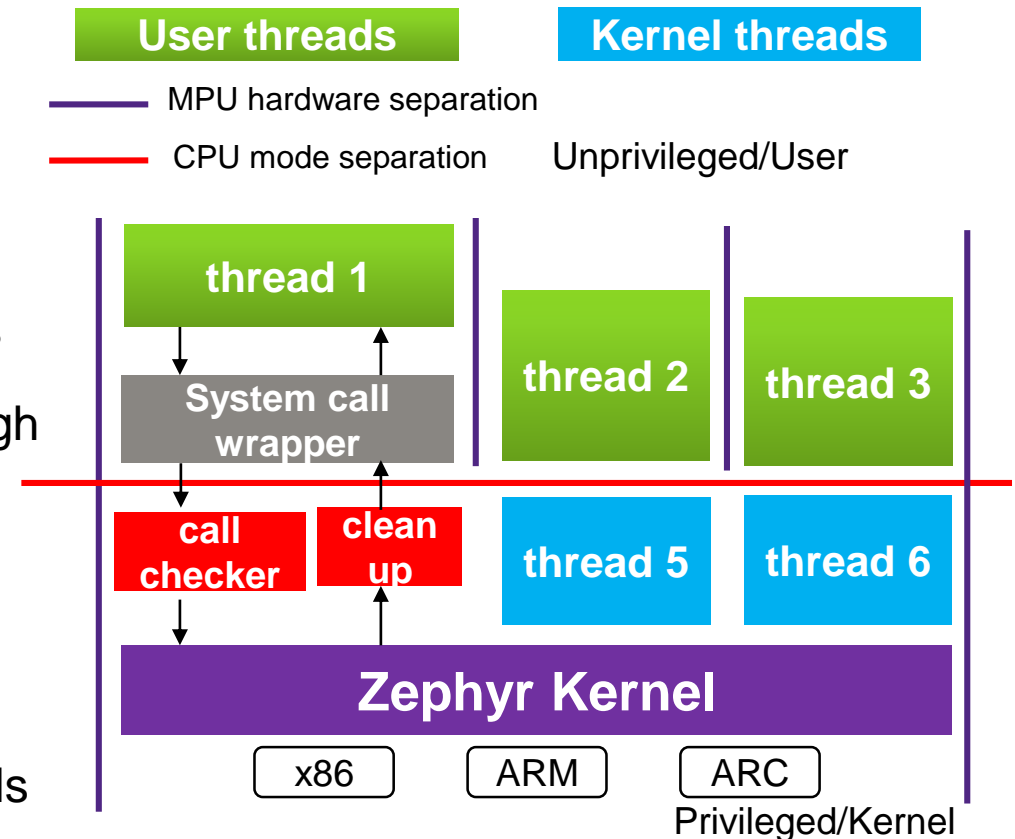 User threads
Kernel threads
MPU hardware separation
CPU mode separation
Unprivileged/User
thread 1
System call
wrapper
thread 2
thread 3
call
checker
clean
up
thread 5
thread 6
Zephyr Kernel
x86
ARM
ARC
Privileged/Kernel